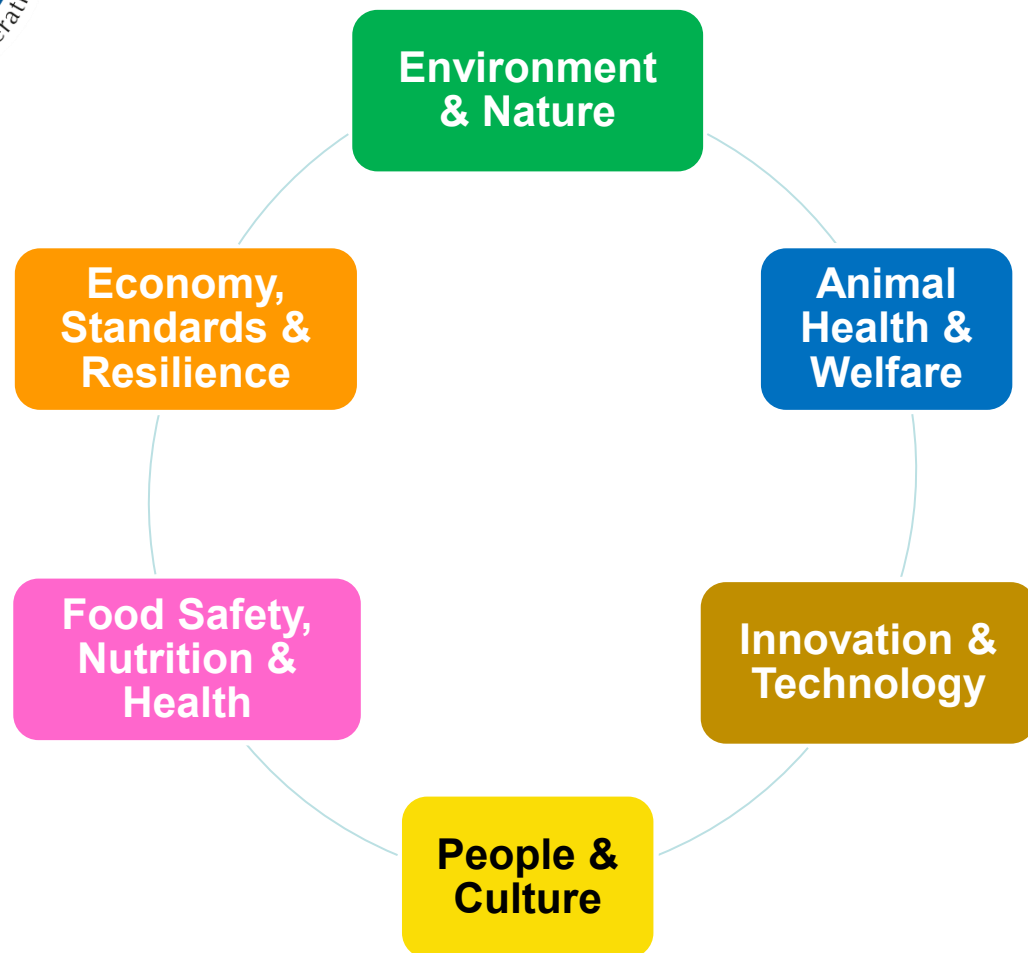 Environment
& Nature
Animal
Health &
Welfare
Innovation &
Technology
People &
Culture
Food Safety,
Nutrition &
Health
Economy,
Standards &
Resilience